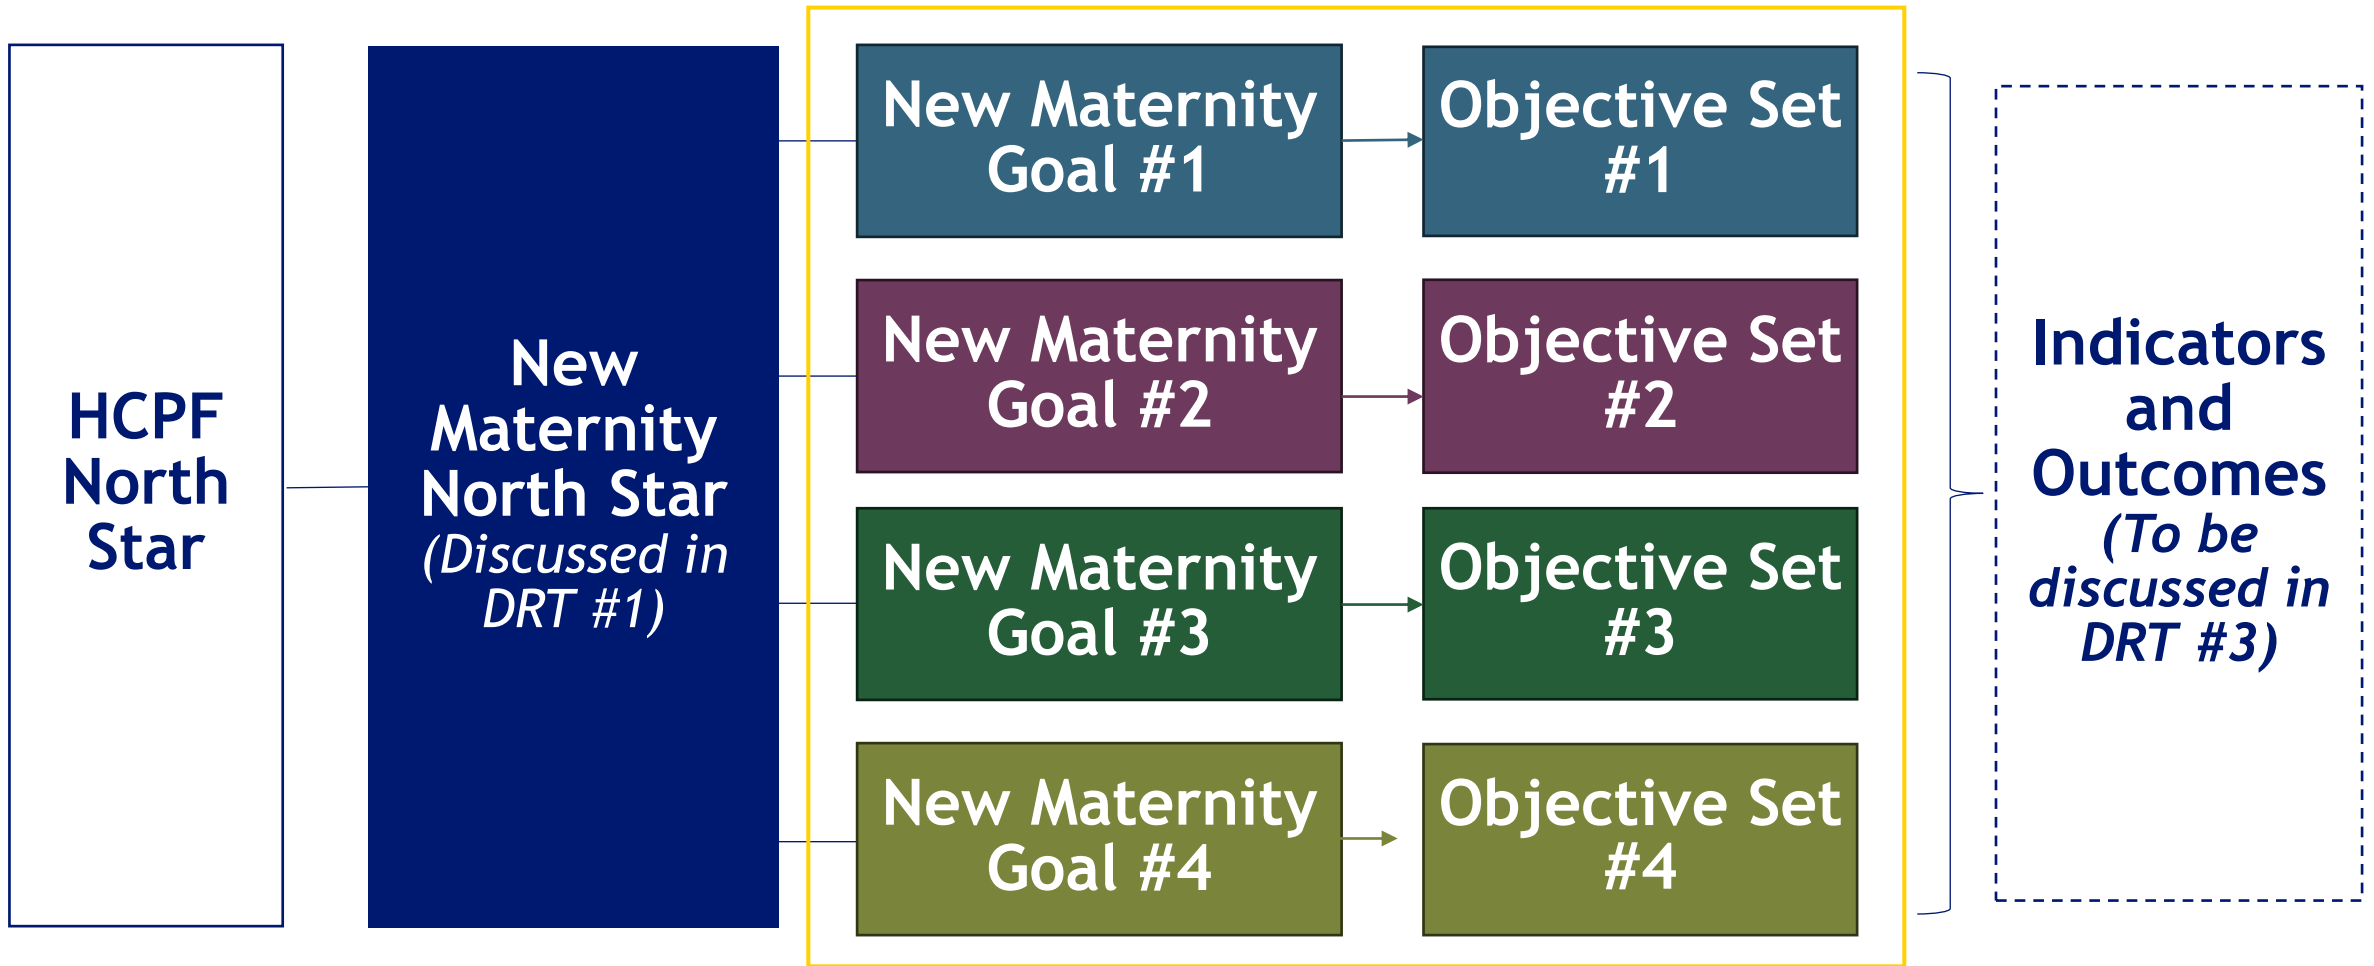 HCPF
North
Star
New
Maternity
North Star
(Discussed in
DRT #1)
New Maternity
Goal #1
Objective Set
#1
New Maternity
Goal #2
Objective Set
#2
New Maternity
Goal #3
Objective Set
#3
New Maternity
Goal #4
Objective Set
#4
Indicators
and
Outcomes
(To be
discussed in
DRT #3)